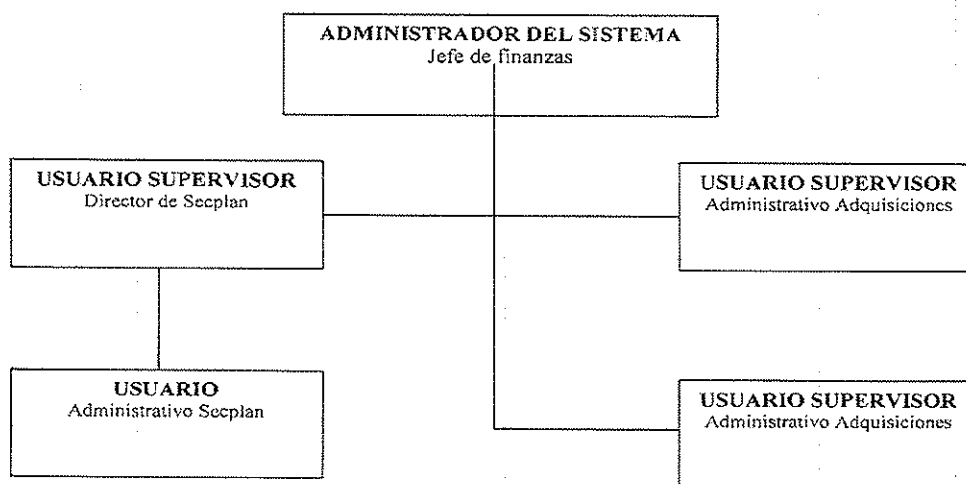 ADMINISTRADOR DEL SISTEMA
Jefe de finanzas
USUARIO SUPERVISOR
Director de Secplan
USUARIO SUPERVISOR
Administrativo Adquisiciones
USUARIO
Administrativo Secplan
USUARIO SUPERVISOR
Administrativo Adquisiciones